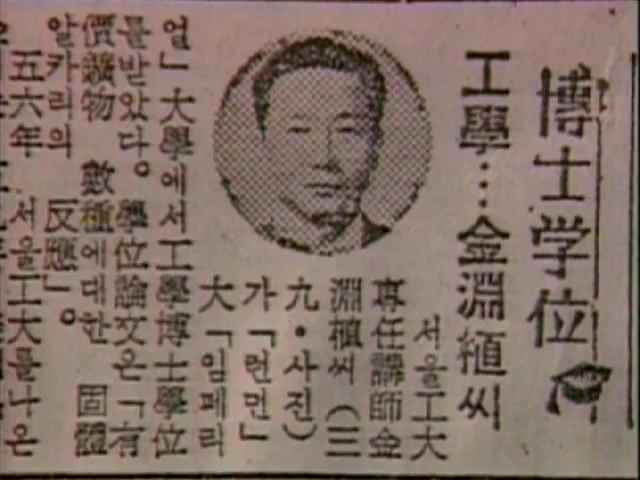 博士学位
工學…金淵植씨
서울工大
專任講師金
淵植씨(三
九·사진)
가「런던」
大「임페리
얼」大學에서 工學博士學位
를받았다。學位論文은「有
價鑛物 數種에대한 固體
알카리의 反應」。
五六年 서울工大를나온